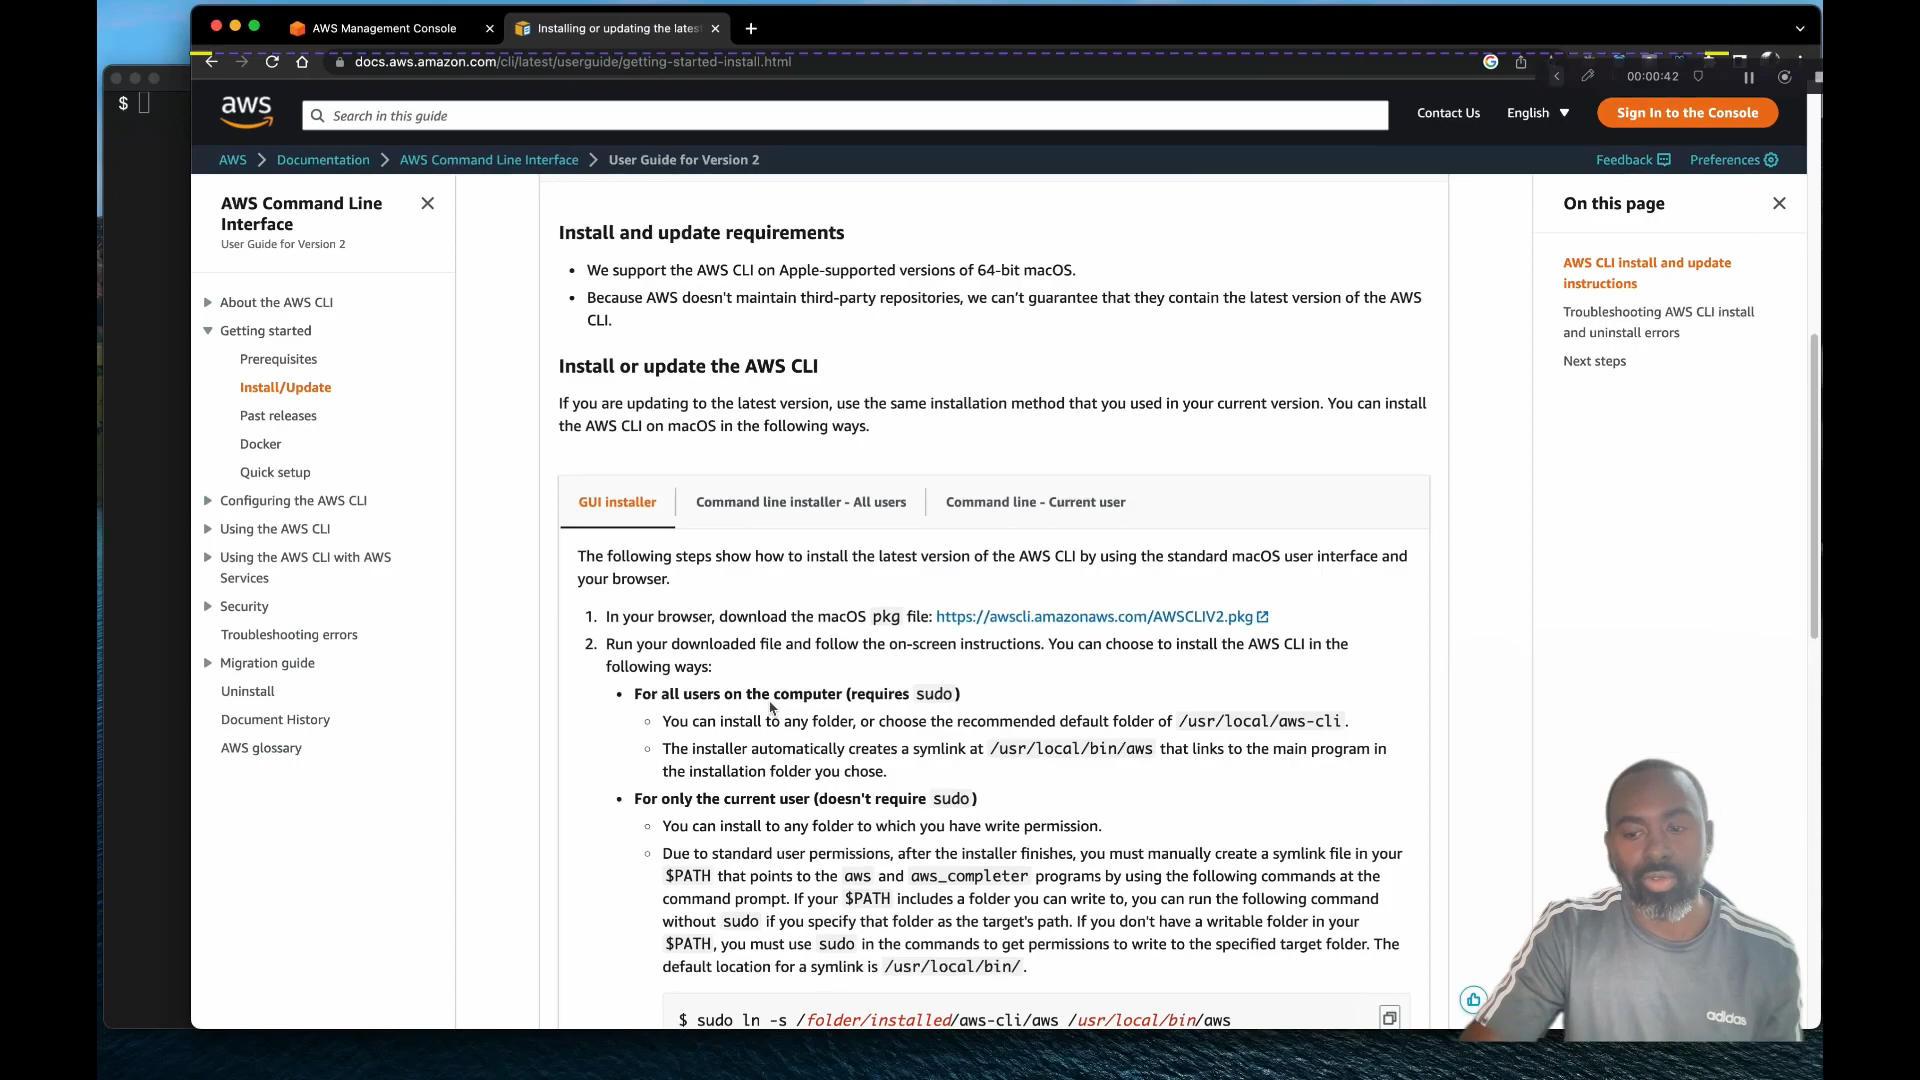 AWS Management Console
Installing or updating the lates
docs.aws.amazon.com/cli/latest/userguide/getting-started-install.html
00:00:42
$
aws
Search in this guide
Contact Us
English
Sign In to the Console
AWS
Documentation
AWS Command Line Interface
User Guide for Version 2
Feedback
Preferences
AWS Command Line
Interface
User Guide for Version 2
About the AWS CLI
Getting started
Prerequisites
Install/Update
Past releases
Docker
Quick setup
Configuring the AWS CLI
Using the AWS CLI
Using the AWS CLI with AWS
Services
Security
Troubleshooting errors
Migration guide
Uninstall
Document History
AWS glossary
Install and update requirements
• We support the AWS CLI on Apple-supported versions of 64-bit macOS.
• Because AWS doesn't maintain third-party repositories, we can’t guarantee that they contain the latest version of the AWS
CLI.
Install or update the AWS CLI
If you are updating to the latest version, use the same installation method that you used in your current version. You can install
the AWS CLI on macOS in the following ways.
GUI installer
Command line installer - All users
Command line - Current user
The following steps show how to install the latest version of the AWS CLI by using the standard macOS user interface and
your browser.
1. In your browser, download the macOS pkg file: https://awscli.amazonaws.com/AWSCLIV2.pkg
2. Run your downloaded file and follow the on-screen instructions. You can choose to install the AWS CLI in the
following ways:
• For all users on the computer (requires sudo)
◦ You can install to any folder, or choose the recommended default folder of /usr/local/aws-cli.
◦ The installer automatically creates a symlink at /usr/local/bin/aws that links to the main program in
the installation folder you chose.
• For only the current user (doesn't require sudo)
◦ You can install to any folder to which you have write permission.
◦ Due to standard user permissions, after the installer finishes, you must manually create a symlink file in your
$PATH that points to the aws and aws_completer programs by using the following commands at the
command prompt. If your $PATH includes a folder you can write to, you can run the following command
without sudo if you specify that folder as the target's path. If you don't have a writable folder in your
$PATH, you must use sudo in the commands to get permissions to write to the specified target folder. The
default location for a symlink is /usr/local/bin/.
$ sudo ln -s /folder/installed/aws-cli/aws /usr/local/bin/aws
On this page
AWS CLI install and update
instructions
Troubleshooting AWS CLI install
and uninstall errors
Next steps
adidas